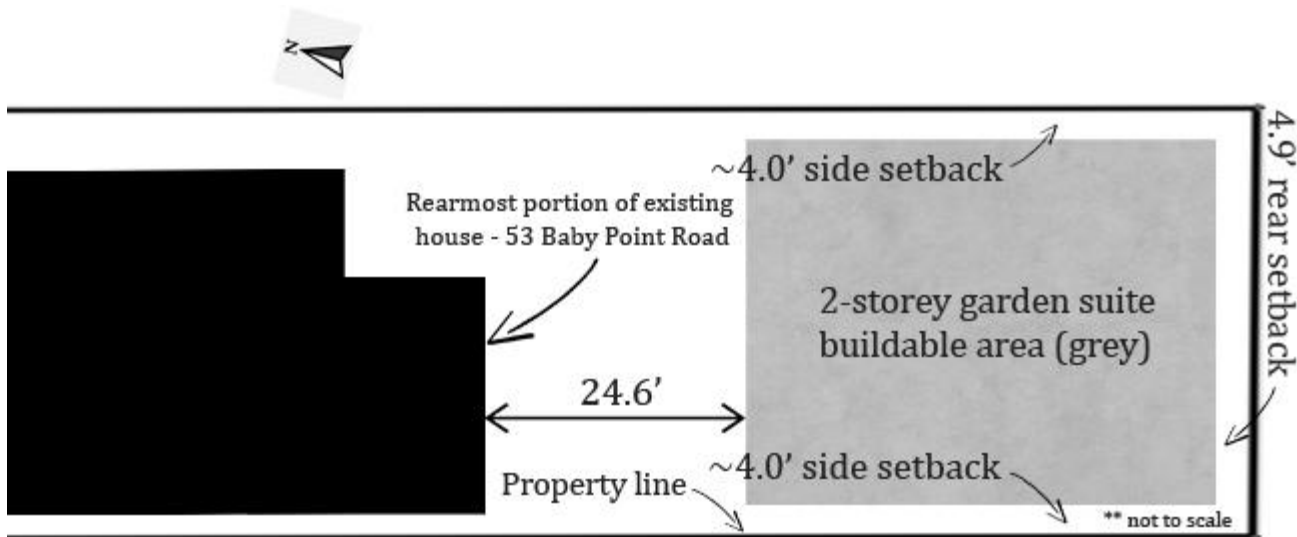 N
~4.0’ side setback
4.9’ rear setback
Rearmost portion of existing
house - 53 Baby Point Road
2-storey garden suite
buildable area (grey)
24.6’
~4.0’ side setback
Property line
** not to scale